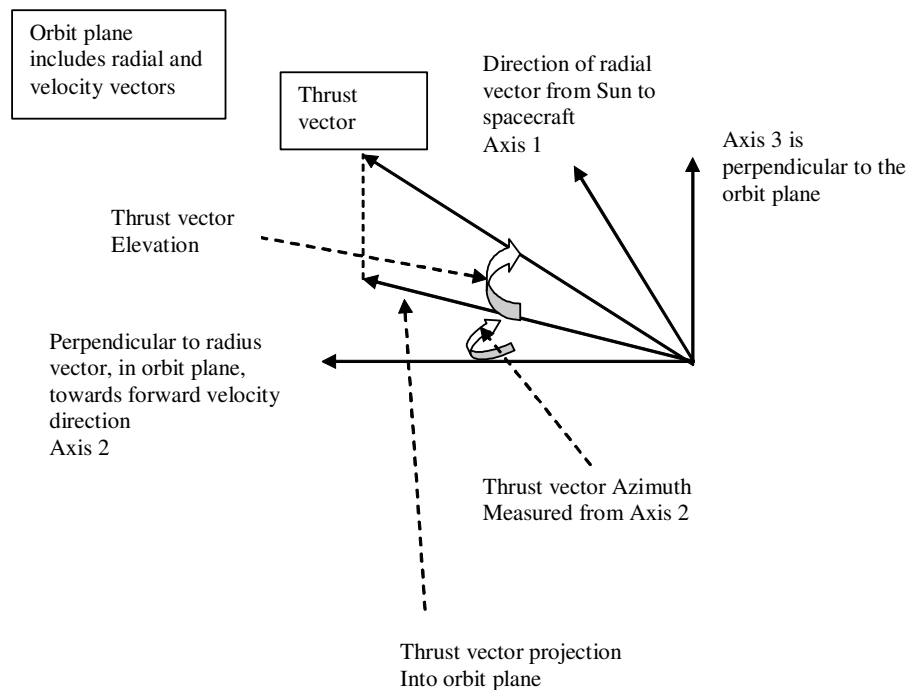 Orbit plane
includes radial and
velocity vectors
Thrust
vector
Direction of radial
vector from Sun to
spacecraft
Axis 1
Axis 3 is
perpendicular to the
orbit plane
Thrust vector
Elevation
Perpendicular to radius
vector, in orbit plane,
towards forward velocity
direction
Axis 2
Thrust vector Azimuth
Measured from Axis 2
Thrust vector projection
Into orbit plane